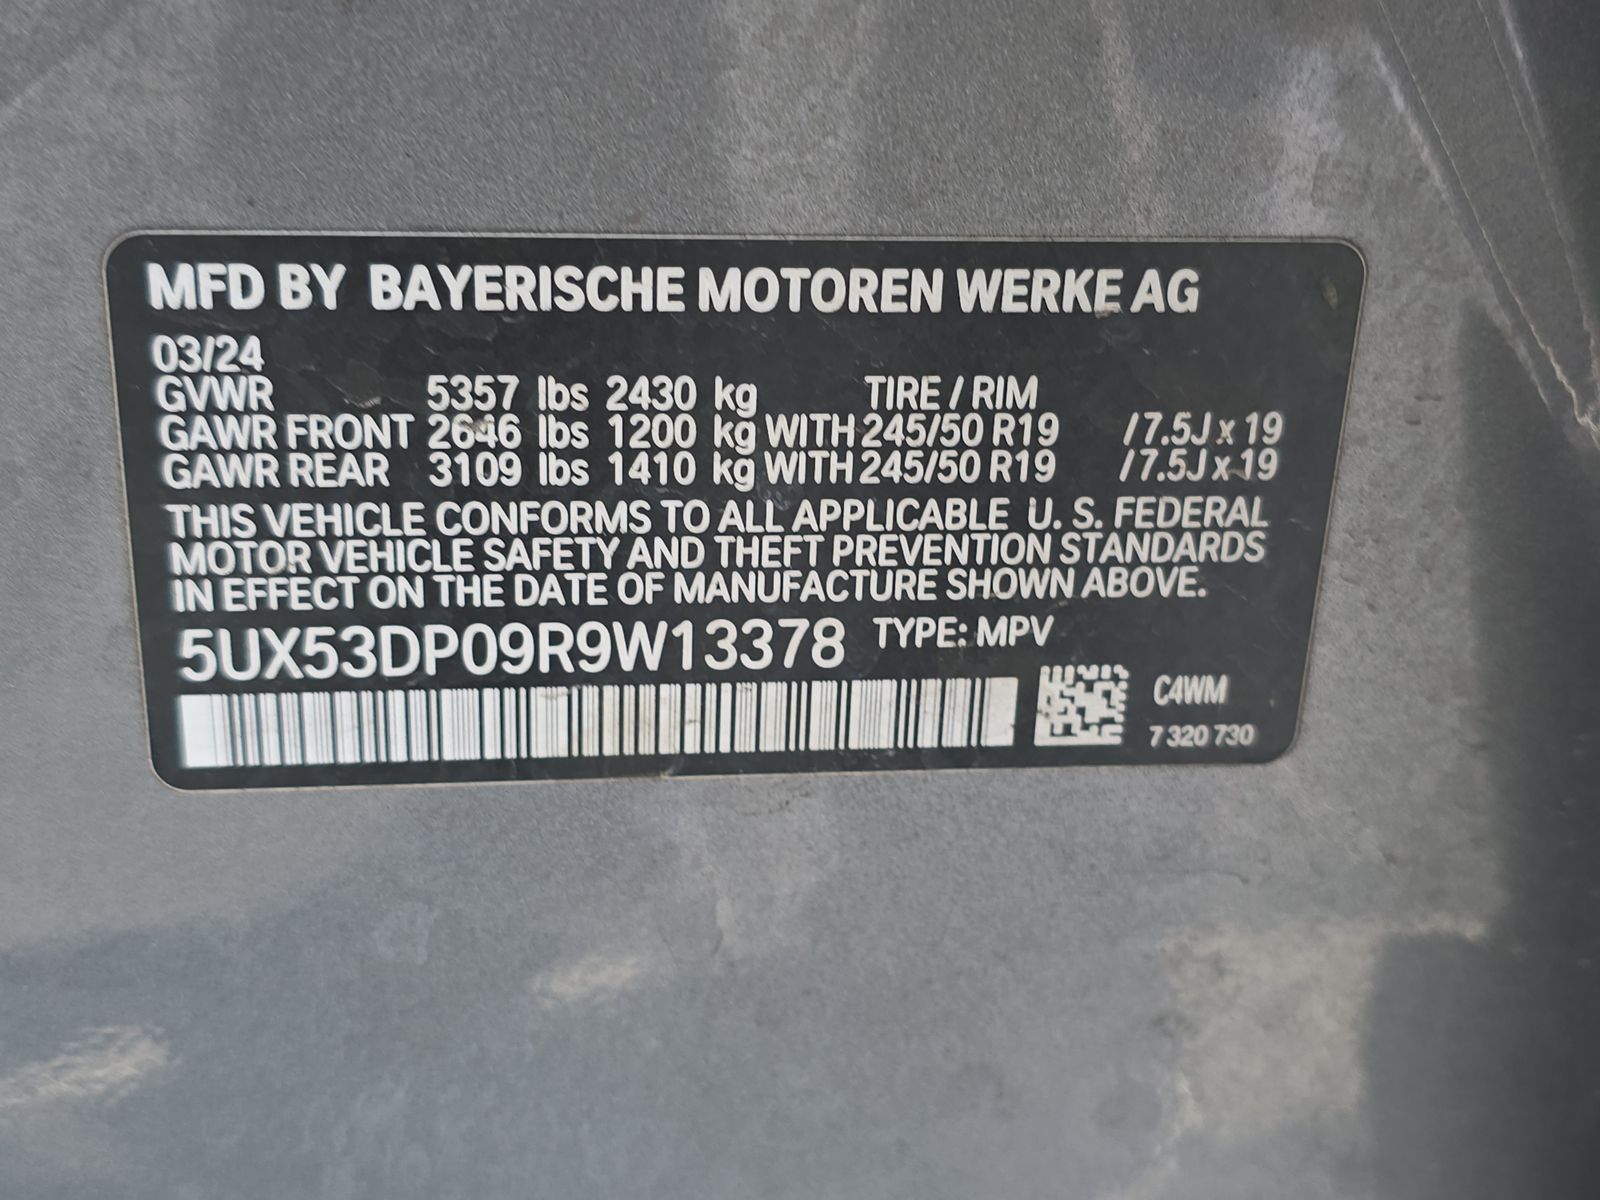 MFD BY BAYERISCHE MOTOREN WERKE AG
03/24
GVWR 5357 lbs 2430 kg TIRE / RIM
GAWR FRONT 2646 lbs 1200 kg WITH 245/50 R19 /7.5J x 19
GAWR REAR 3109 lbs 1410 kg WITH 245/50 R19 /7.5J x 19
THIS VEHICLE CONFORMS TO ALL APPLICABLE U. S. FEDERAL
MOTOR VEHICLE SAFETY AND THEFT PREVENTION STANDARDS
IN EFFECT ON THE DATE OF MANUFACTURE SHOWN ABOVE.
5UX53DP09R9W13378 TYPE: MPV
C4WM
7 320 730